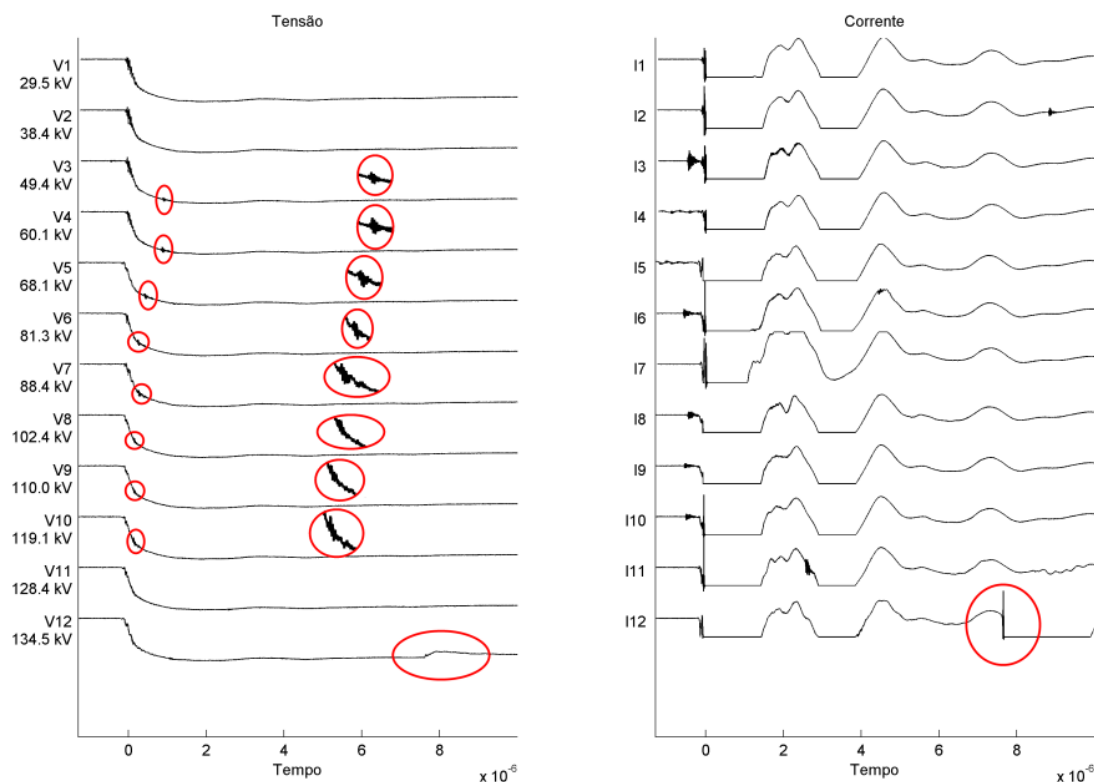 Tensão
V1
29.5 kV
V2
38.4 kV
V3
49.4 kV
V4
60.1 kV
V5
68.1 kV
V6
81.3 kV
V7
88.4 kV
V8
102.4 kV
V9
110.0 kV
V10
119.1 kV
V11
128.4 kV
V12
134.5 kV
0 2 4 6 8
Tempo
x 10⁻⁶
Corrente
I1
I2
I3
I4
I5
I6
I7
I8
I9
I10
I11
I12
0 2 4 6 8
Tempo
x 10⁻⁶